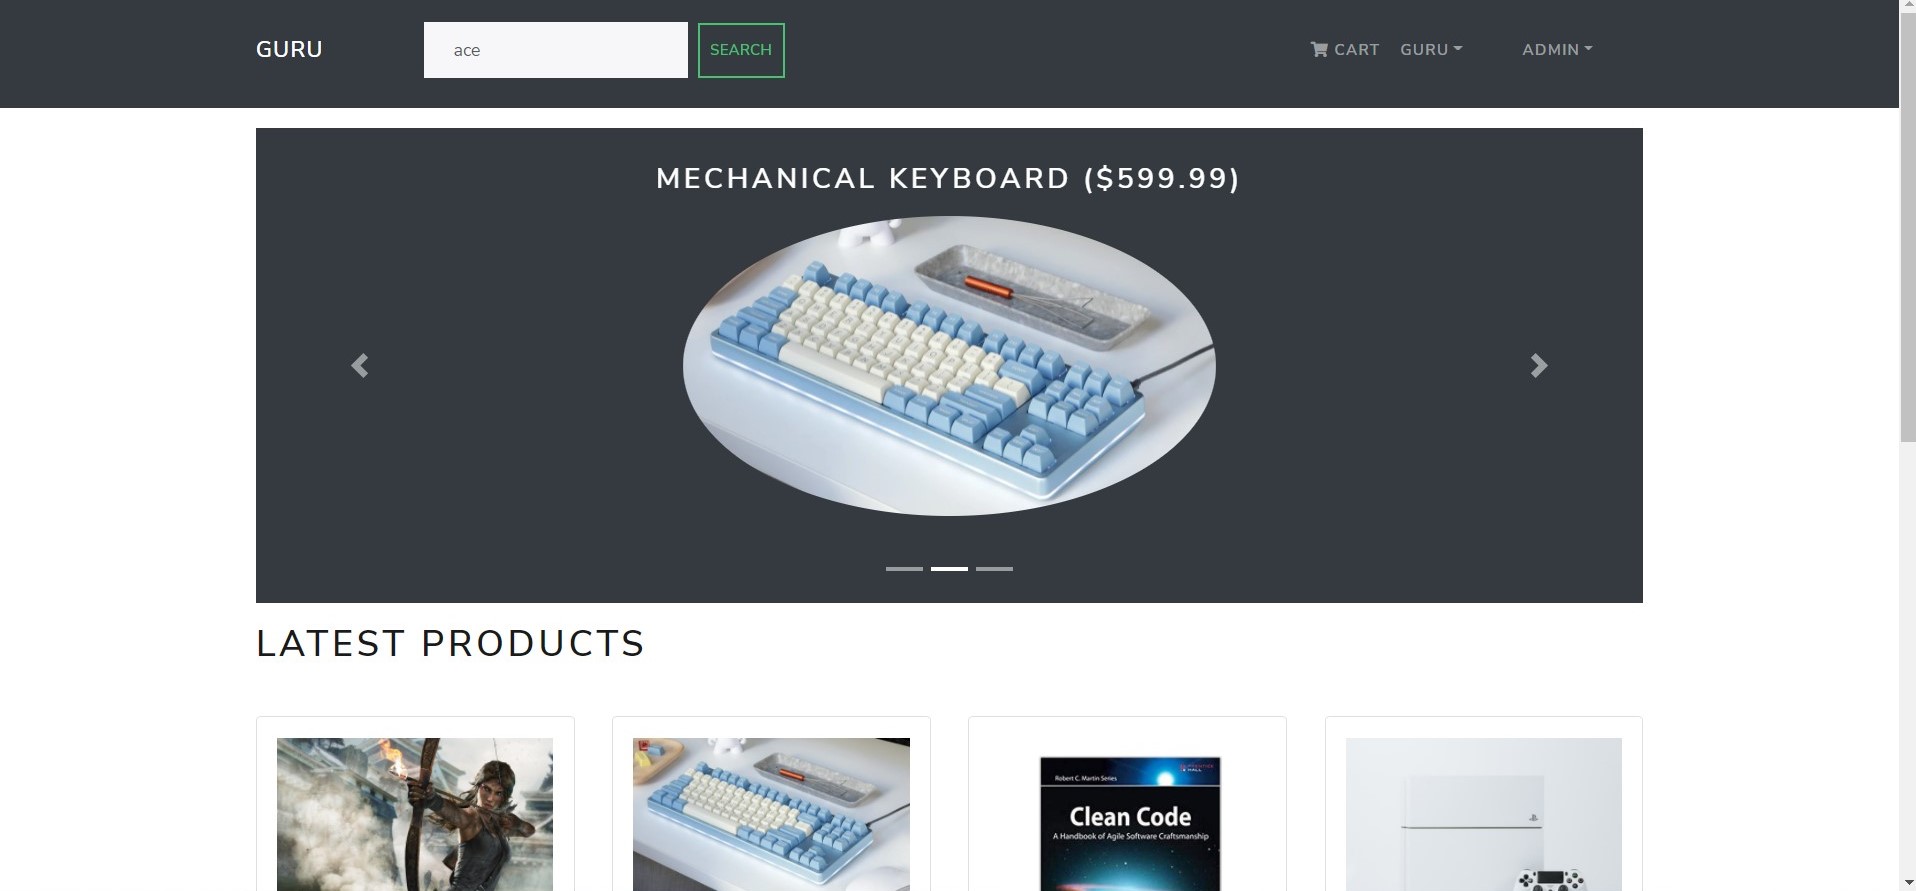 GURU
ace
SEARCH
CART
GURU
ADMIN
MECHANICAL KEYBOARD ($599.99)
LATEST PRODUCTS
Robert C. Martin Series
Clean Code
A Handbook of Agile Software Craftsmanship